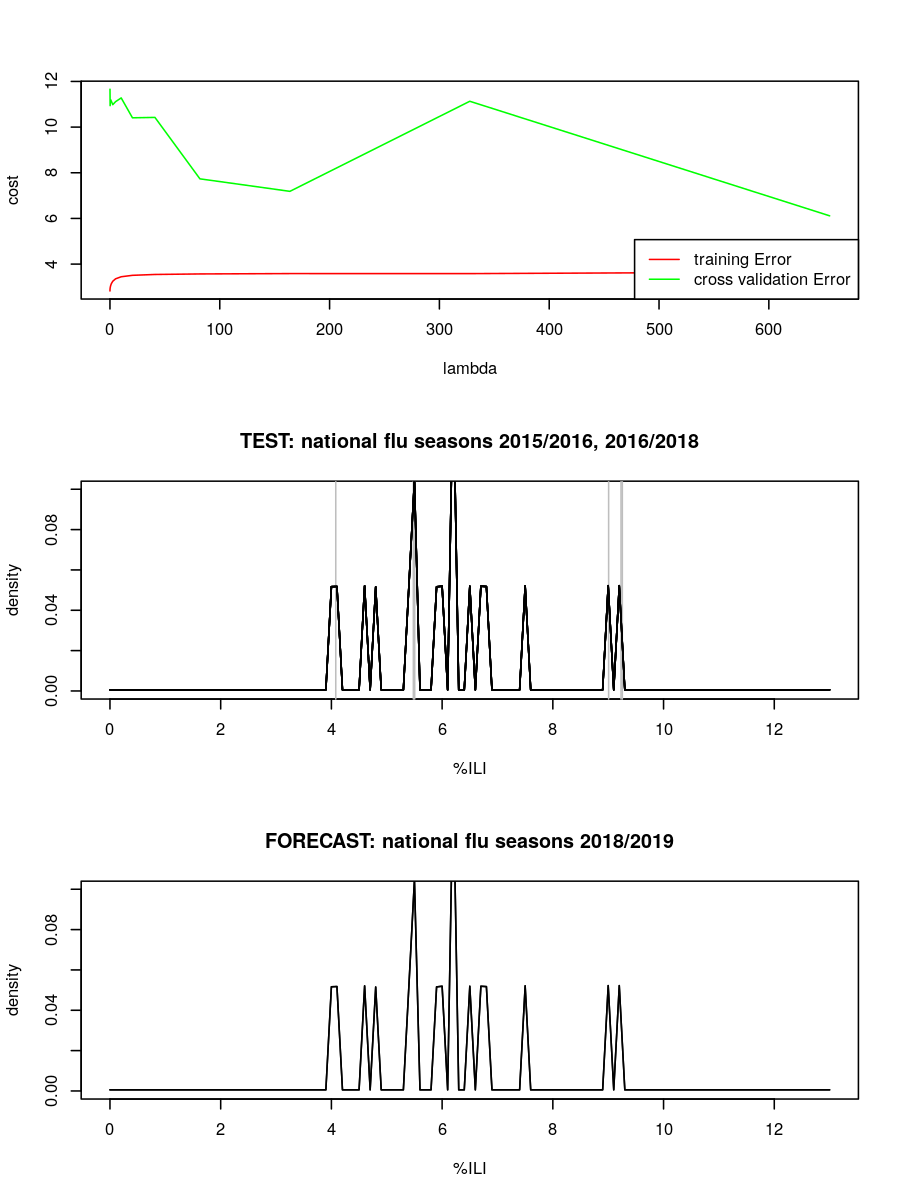 12
10
8
6
4
cost
training Error
cross validation Error
0 100 200 300 400 500 600
lambda
TEST: national flu seasons 2015/2016, 2016/2018
0.08
0.04
0.00
density
0 2 4 6 8 10 12
%ILI
FORECAST: national flu seasons 2018/2019
0.08
0.04
0.00
density
0 2 4 6 8 10 12
%ILI